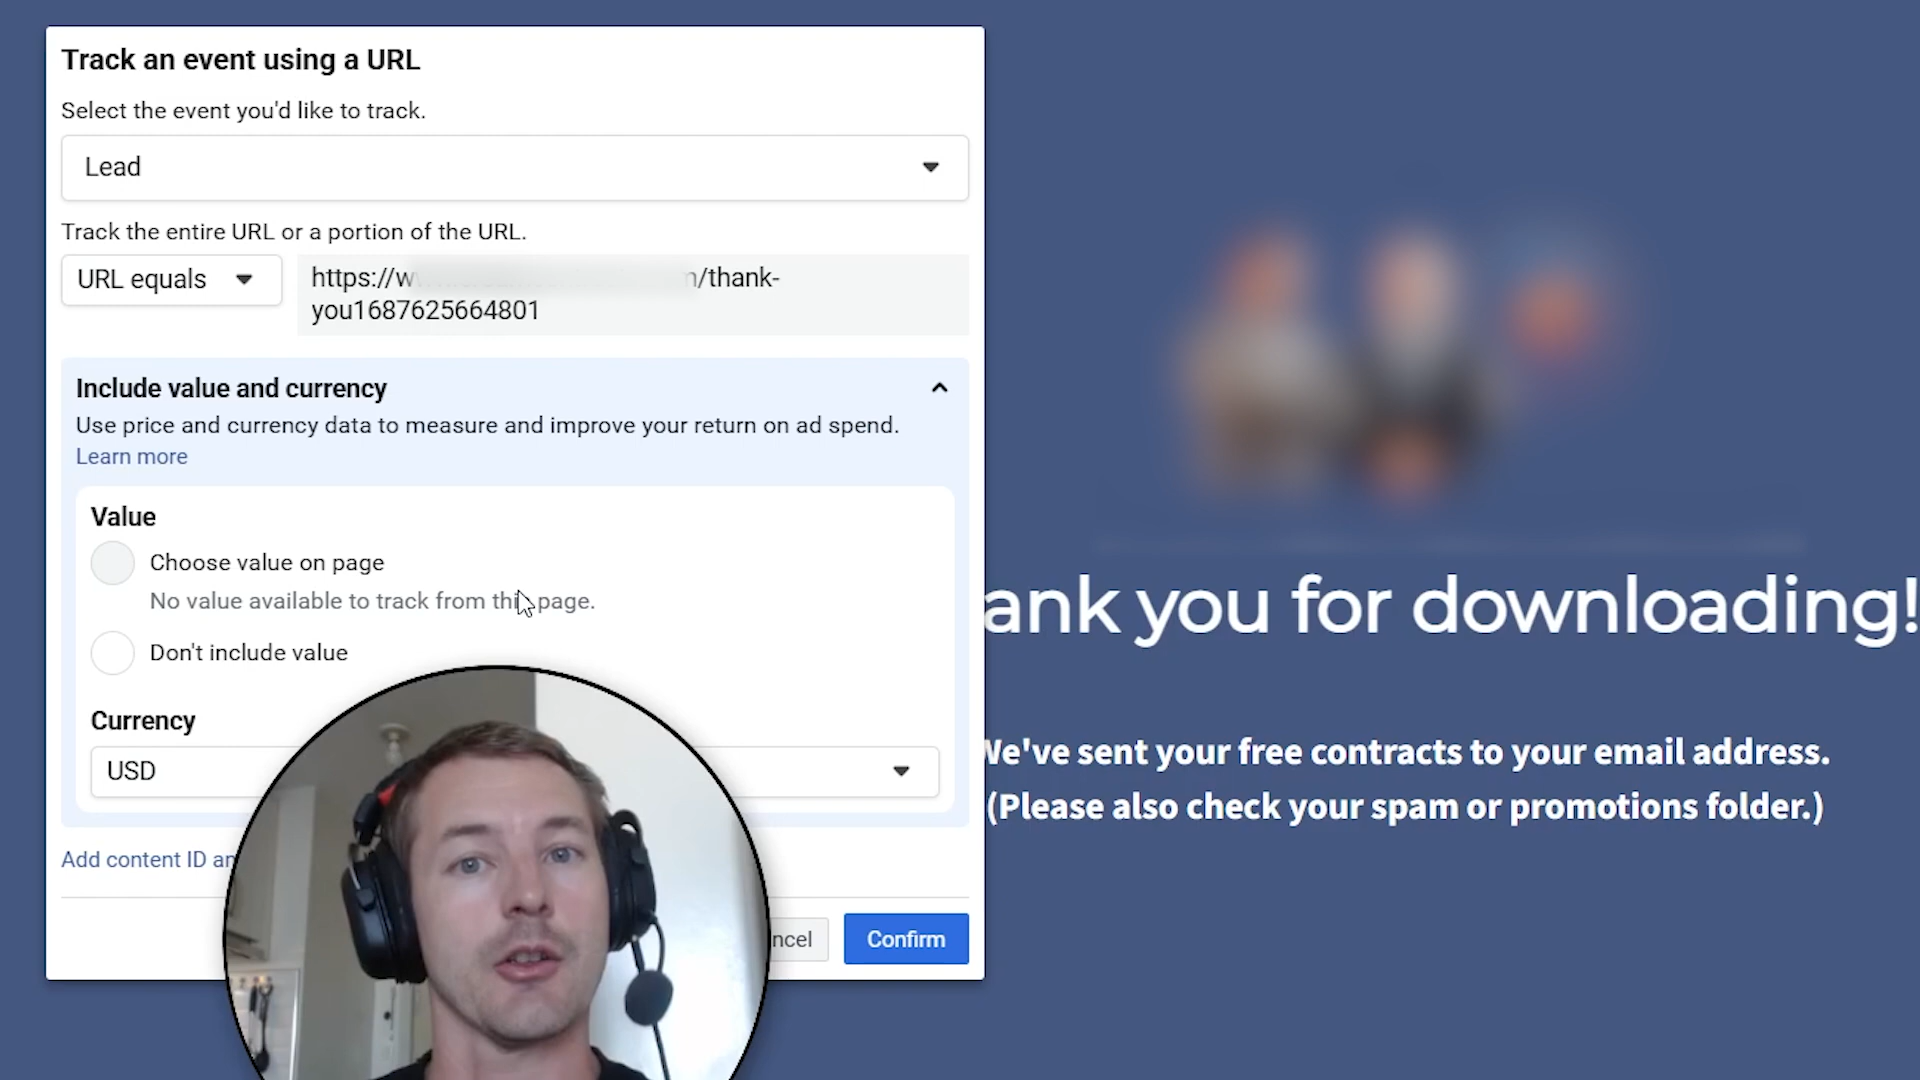 Track an event using a URL
Select the event you'd like to track.
Lead
Track the entire URL or a portion of the URL.
URL equals
https://w n/thank-
you1687625664801
Include value and currency
Use price and currency data to measure and improve your return on ad spend.
Learn more
Value
Choose value on page
No value available to track from this page.
Don't include value
Currency
USD
Add content ID an
ncel
Confirm
ank you for downloading!
We've sent your free contracts to your email address.
(Please also check your spam or promotions folder.)